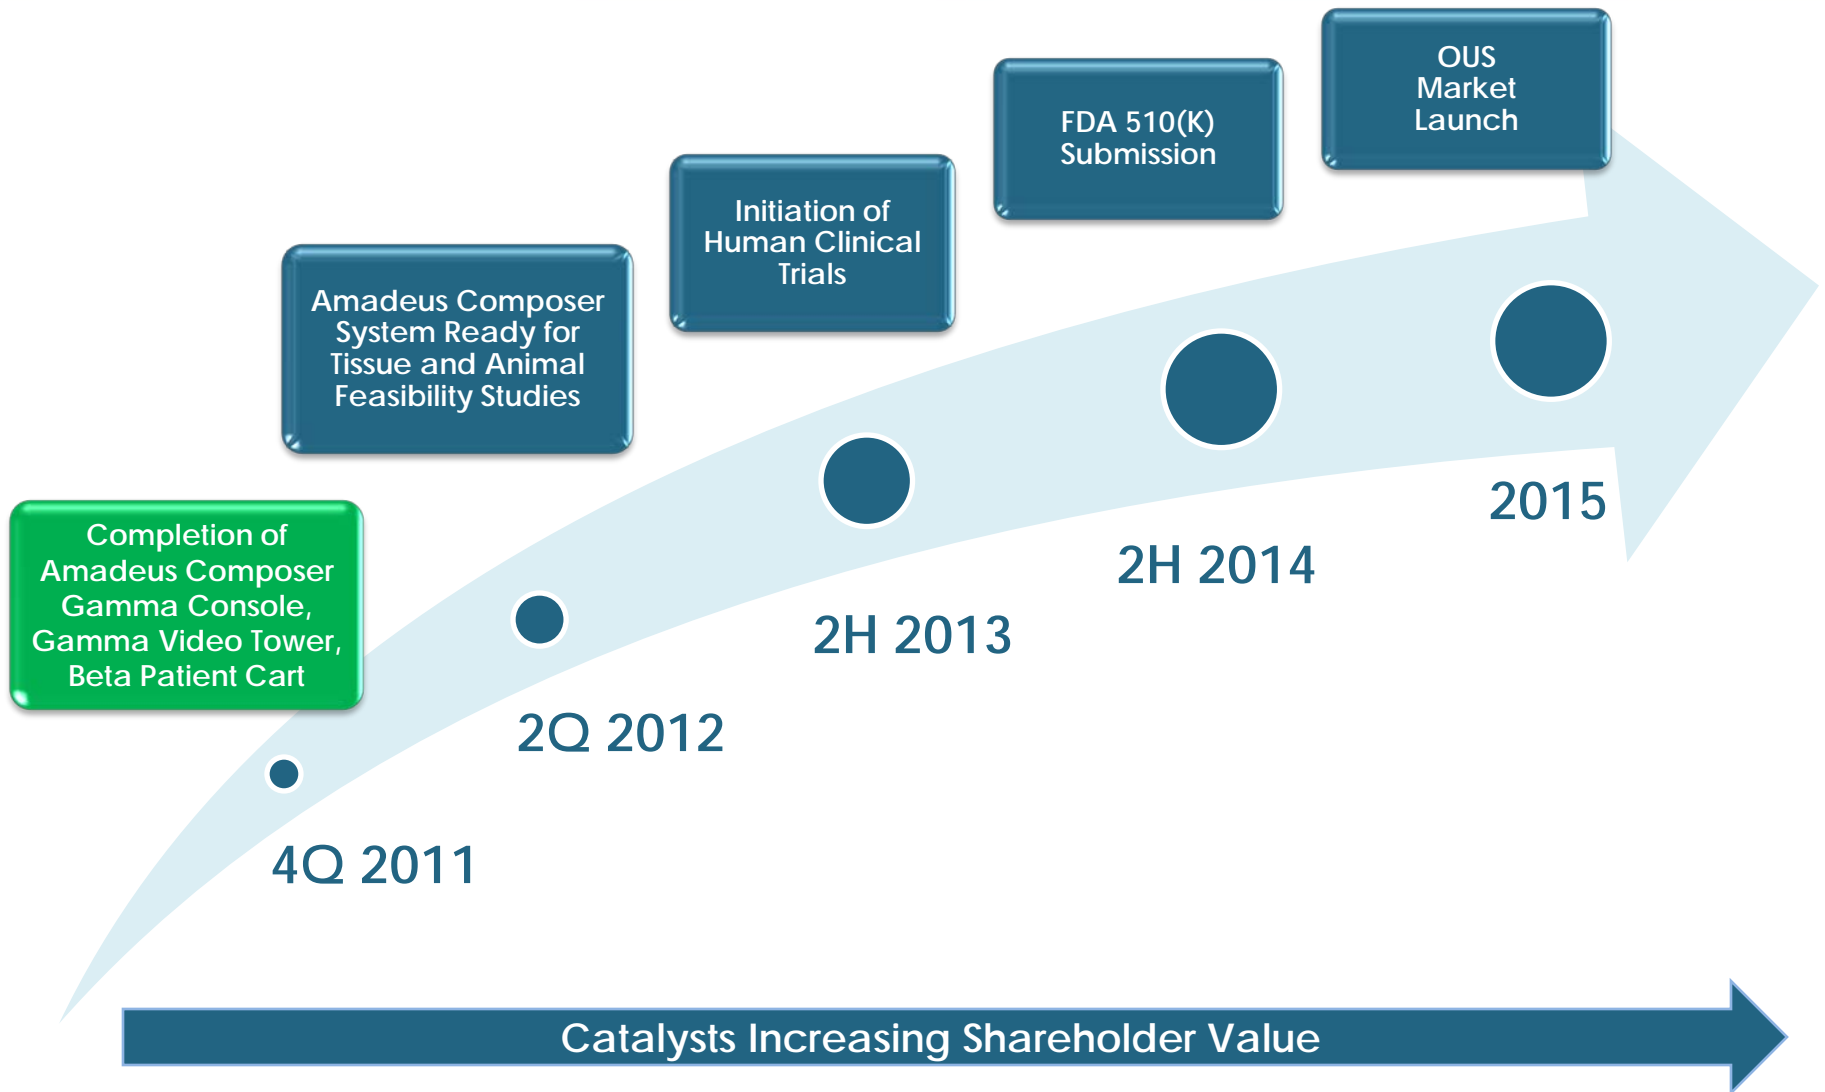 OUS
Market
Launch
FDA 510(K)
Submission
Initiation of
Human Clinical
Trials
Amadeus Composer
System Ready for
Tissue and Animal
Feasibility Studies
Completion of
Amadeus Composer
Gamma Console,
Gamma Video Tower,
Beta Patient Cart
4Q 2011
2Q 2012
2H 2013
2H 2014
2015
Catalysts Increasing Shareholder Value